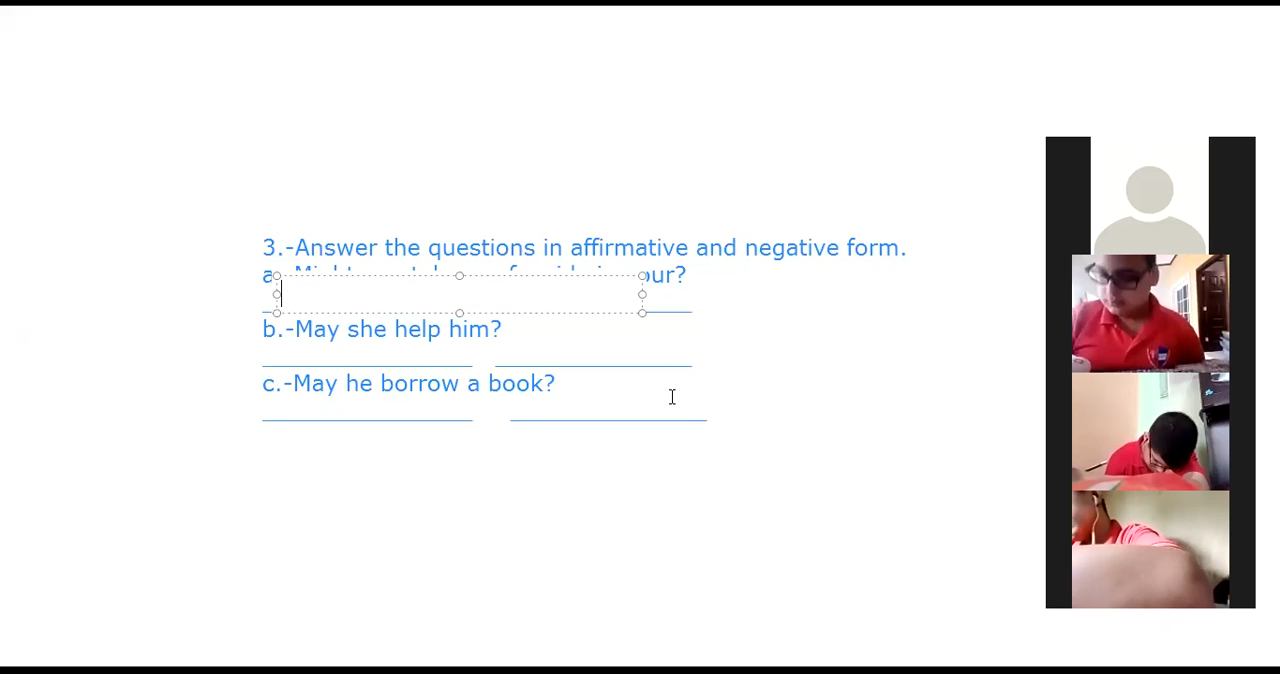 3.-Answer the questions in affirmative and negative form.
b.-May she help him?
c.-May he borrow a book?